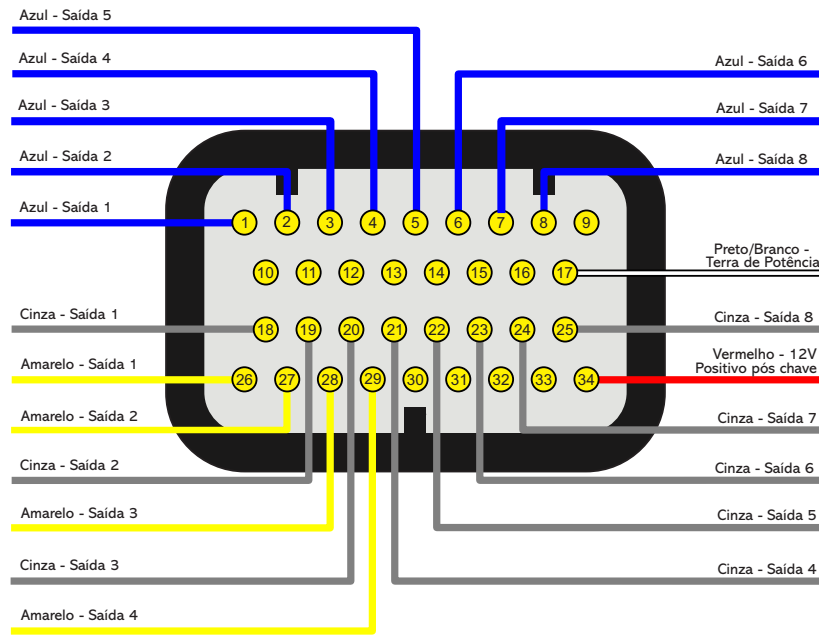 Azul - Saída 5
Azul - Saída 4
Azul - Saída 6
Azul - Saída 3
Azul - Saída 7
Azul - Saída 2
Azul - Saída 8
Azul - Saída 1
1 2 3 4 5 6 7 8 9
Preto/Branco -
Terra de Potência
10 11 12 13 14 15 16 17
Cinza - Saída 1
Cinza - Saída 8
18 19 20 21 22 23 24 25
Amarelo - Saída 1
Vermelho - 12V
Positivo pós chave
26 27 28 29 30 31 32 33 34
Amarelo - Saída 2
Cinza - Saída 7
Cinza - Saída 2
Cinza - Saída 6
Amarelo - Saída 3
Cinza - Saída 5
Cinza - Saída 3
Cinza - Saída 4
Amarelo - Saída 4